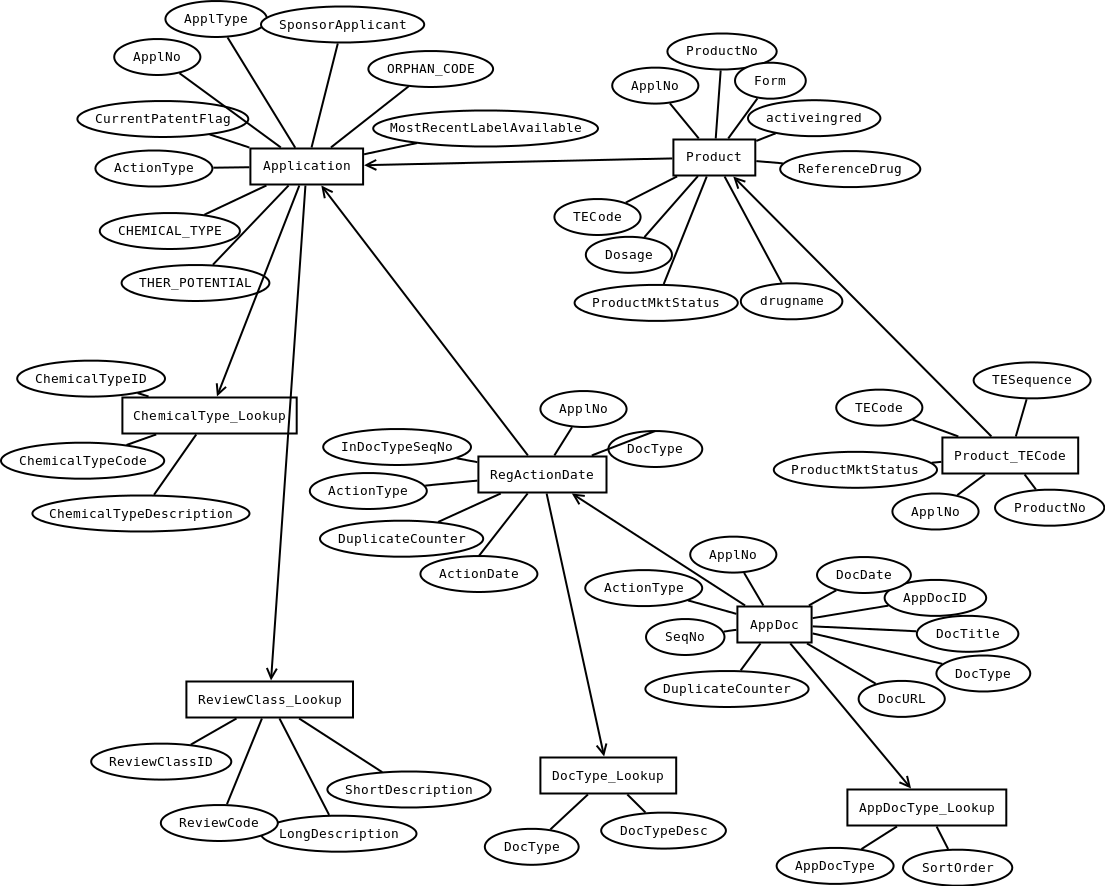 ApplType
SponsorApplicant
ApplNo
ORPHAN_CODE
CurrentPatentFlag
MostRecentLabelAvailable
ActionType
Application
CHEMICAL_TYPE
THER_POTENTIAL
ProductNo
ApplNo
Form
activeingred
Product
ReferenceDrug
TECode
Dosage
ProductMktStatus
drugname
ChemicalTypeID
ChemicalType_Lookup
ChemicalTypeCode
ChemicalTypeDescription
ApplNo
InDocTypeSeqNo
DocType
RegActionDate
ActionType
DuplicateCounter
ActionDate
TESequence
TECode
Product_TECode
ProductMktStatus
ApplNo
ProductNo
ApplNo
ActionType
DocDate
AppDocID
AppDoc
SeqNo
DocTitle
DocType
DuplicateCounter
DocURL
ReviewClass_Lookup
ReviewClassID
ShortDescription
ReviewCode
LongDescription
DocType_Lookup
DocType
DocTypeDesc
AppDocType_Lookup
AppDocType
SortOrder